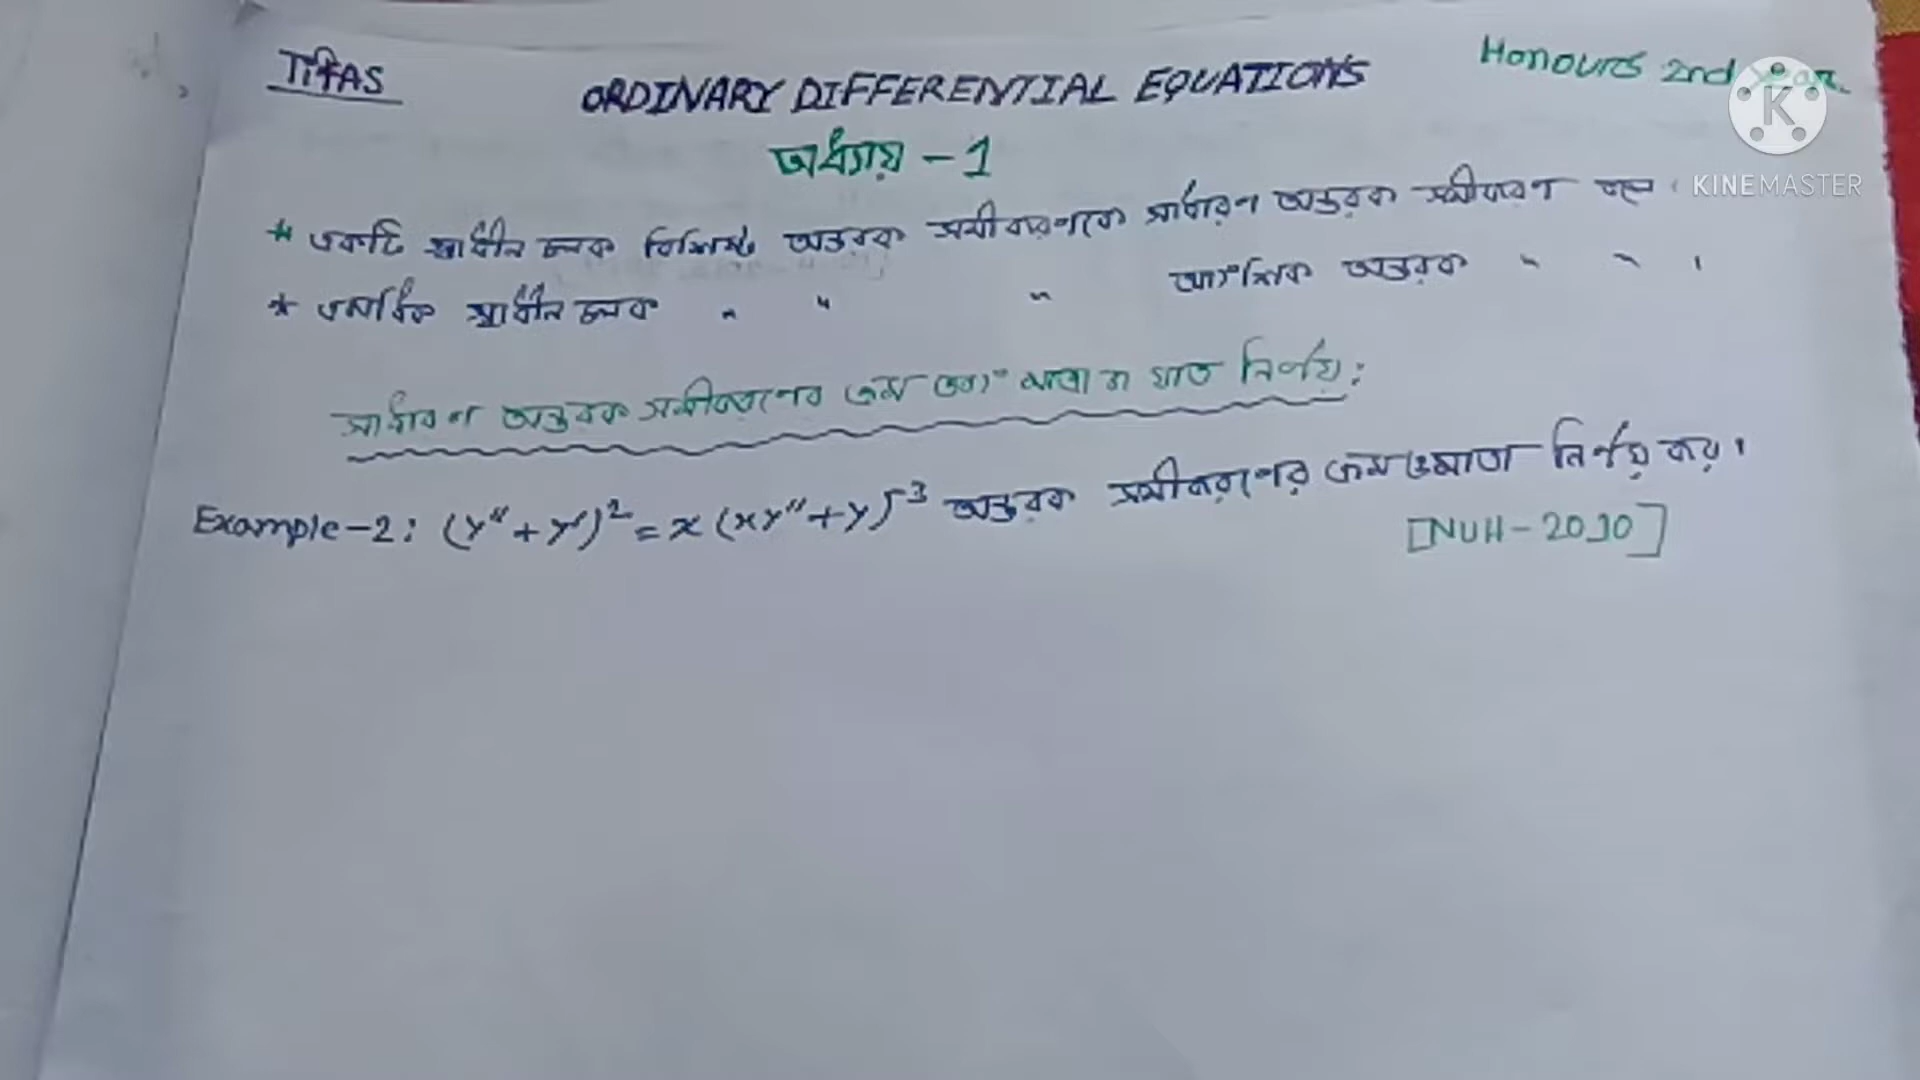 TITAS
ORDINARY DIFFERENTIAL EQUATIONS
Honours 2nd year.
KINEMASTER
অধ্যায় - 1
* একটি স্বাধীন চলক বিশিষ্ট অন্তরক সমীকরণকে সাধারণ অন্তরক সমীকরণ বলে।
* একাধিক স্বাধীন চলক " " " আংশিক অন্তরক " " ।
সাধারণ অন্তরক সমীকরণের ক্রম এবং মাত্রা বা ঘাত নির্ণয়:
Example-2: (y"+y')² = x(xy"+y)³ অন্তরক সমীকরণের ক্রম ও মাত্রা নির্ণয় কর।
[NUH-2010]